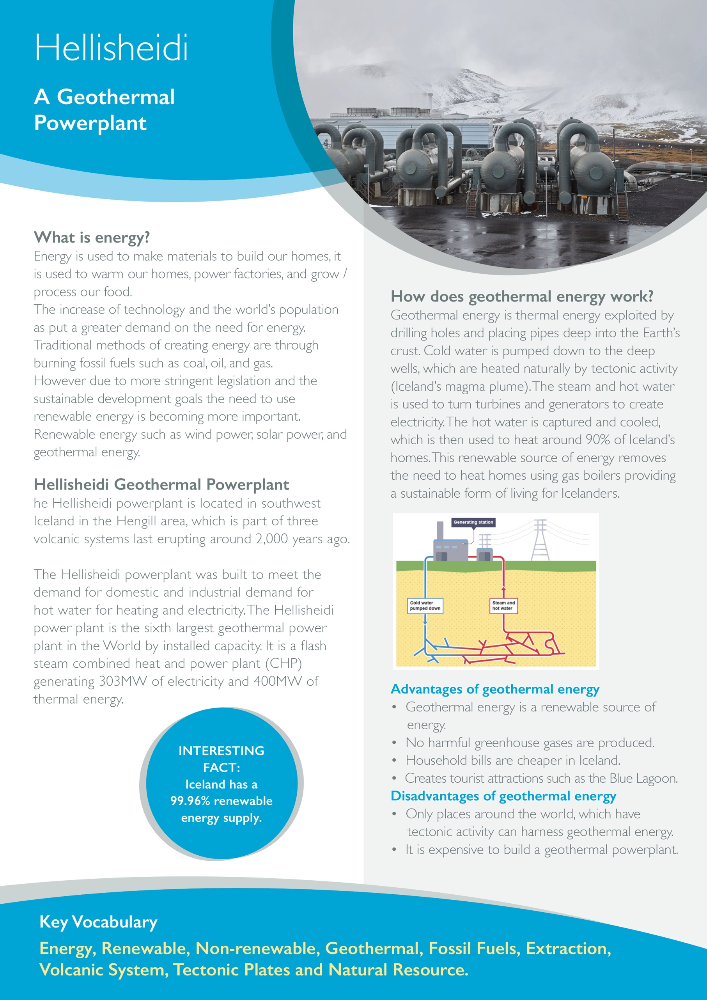 Hellisheidi
A Geothermal
Powerplant
What is energy?
Energy is used to make materials to build our homes, it
is used to warm our homes, power factories, and grow /
process our food.
The increase of technology and the world's population
as put a greater demand on the need for energy.
Traditional methods of creating energy are through
burning fossil fuels such as coal, oil, and gas.
However due to more stringent legislation and the
sustainable development goals the need to use
renewable energy is becoming more important.
Renewable energy such as wind power, solar power, and
geothermal energy.
Hellisheidi Geothermal Powerplant
he Hellisheidi powerplant is located in southwest
Iceland in the Hengill area, which is part of three
volcanic systems last erupting around 2,000 years ago.
The Hellisheidi powerplant was built to meet the
demand for domestic and industrial demand for
hot water for heating and electricity. The Hellisheidi
power plant is the sixth largest geothermal power
plant in the World by installed capacity. It is a flash
steam combined heat and power plant (CHP)
generating 303MW of electricity and 400MW of
thermal energy.
INTERESTING
FACT:
Iceland has a
99.96% renewable
energy supply.
How does geothermal energy work?
Geothermal energy is thermal energy exploited by
drilling holes and placing pipes deep into the Earth's
crust. Cold water is pumped down to the deep
wells, which are heated naturally by tectonic activity
(Iceland's magma plume). The steam and hot water
is used to turn turbines and generators to create
electricity. The hot water is captured and cooled,
which is then used to heat around 90% of Iceland's
homes. This renewable source of energy removes
the need to heat homes using gas boilers providing
a sustainable form of living for Icelanders.
Generating station
Cold water
pumped down
Steam and
hot water
Advantages of geothermal energy
• Geothermal energy is a renewable source of
energy.
• No harmful greenhouse gases are produced.
• Household bills are cheaper in Iceland.
• Creates tourist attractions such as the Blue Lagoon.
Disadvantages of geothermal energy
• Only places around the world, which have
tectonic activity can harness geothermal energy.
• It is expensive to build a geothermal powerplant.
Key Vocabulary
Energy, Renewable, Non-renewable, Geothermal, Fossil Fuels, Extraction,
Volcanic System, Tectonic Plates and Natural Resource.